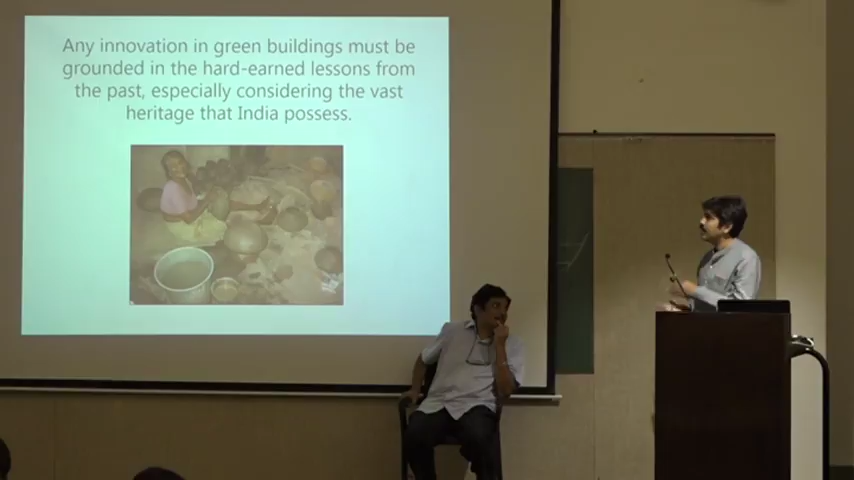 Any innovation in green buildings must be
grounded in the hard-earned lessons from
the past, especially considering the vast
heritage that India possess.